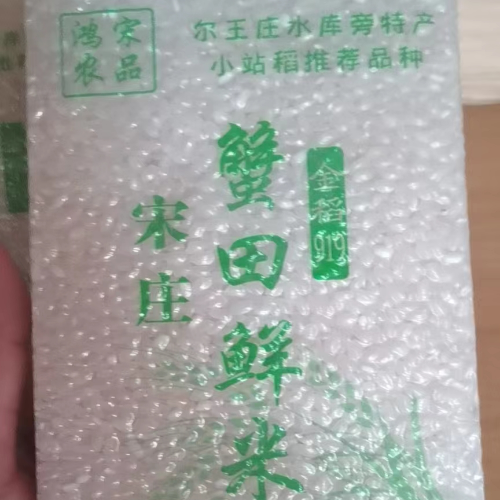 鸿宋
农品
尔王庄水库旁特产
小站稻推荐品种
蟹田鲜米
金稻919
宋庄